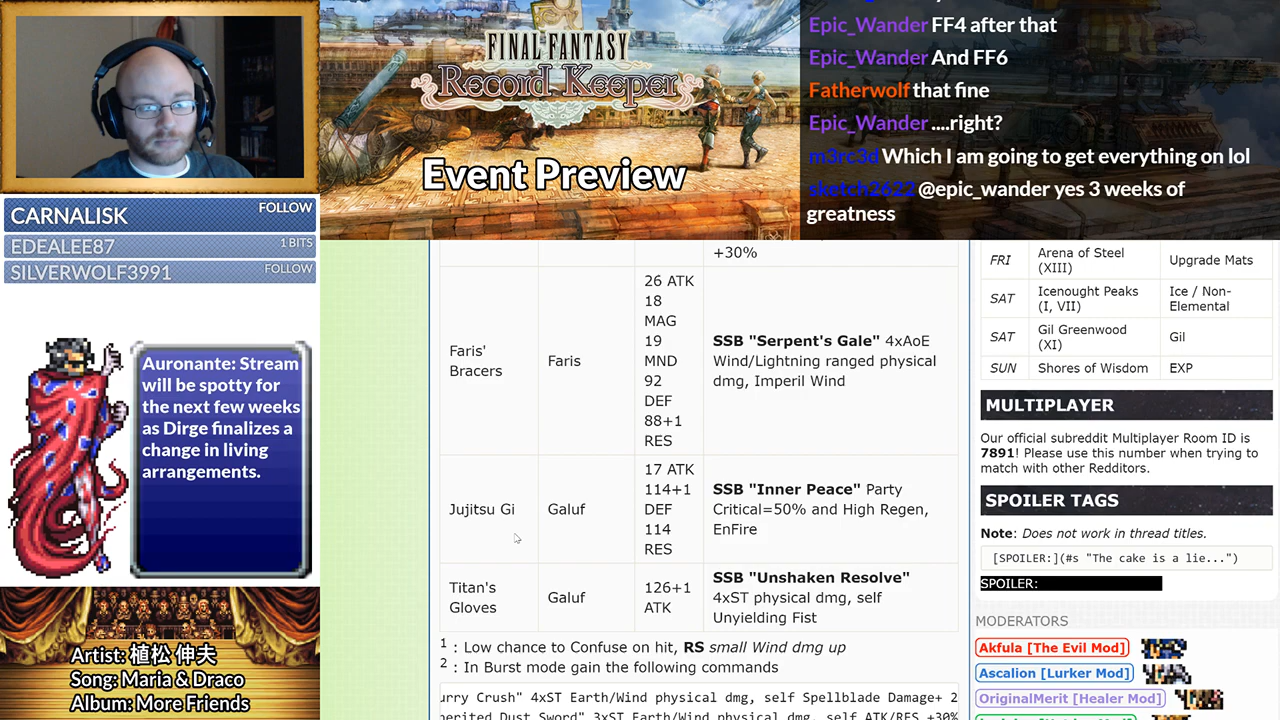 FINAL FANTASY
Record Keeper
Event Preview
Epic_Wander FF4 after that
Epic_Wander And FF6
Fatherwolf that fine
Epic_Wander ....right?
m3rc3d Which I am going to get everything on lol
sketch2622 @epic_wander yes 3 weeks of
greatness
CARNALISK FOLLOW
EDEALEE87 1 BITS
SILVERWOLF3991 FOLLOW
Auronante: Stream
will be spotty for
the next few weeks
as Dirge finalizes a
change in living
arrangements.
Artist: 植松 伸夫
Song: Maria & Draco
Album: More Friends
+30%
Faris'
Bracers
Faris
26 ATK
18
MAG
19
MND
92
DEF
88+1
RES
SSB "Serpent's Gale" 4xAoE
Wind/Lightning ranged physical
dmg, Imperil Wind
Jujitsu Gi
Galuf
17 ATK
114+1
DEF
114
RES
SSB "Inner Peace" Party
Critical=50% and High Regen,
EnFire
Titan's
Gloves
Galuf
126+1
ATK
SSB "Unshaken Resolve"
4xST physical dmg, self
Unyielding Fist
1 : Low chance to Confuse on hit, RS small Wind dmg up
2 : In Burst mode gain the following commands
urry Crush" 4xST Earth/Wind physical dmg, self Spellblade Damage+ 2
herited Dust Sword" 3xST Earth/Wind physical dmg, self ATK/RES +30%
FRI
Arena of Steel
(XIII)
Upgrade Mats
SAT
Icenought Peaks
(I, VII)
Ice / Non-
Elemental
SAT
Gil Greenwood
(XI)
Gil
SUN
Shores of Wisdom
EXP
MULTIPLAYER
Our official subreddit Multiplayer Room ID is
7891! Please use this number when trying to
match with other Redditors.
SPOILER TAGS
Note: Does not work in thread titles.
[SPOILER:](#s "The cake is a lie...")
SPOILER:
MODERATORS
Akfula [The Evil Mod]
Ascalion [Lurker Mod]
OriginalMerit [Healer Mod]